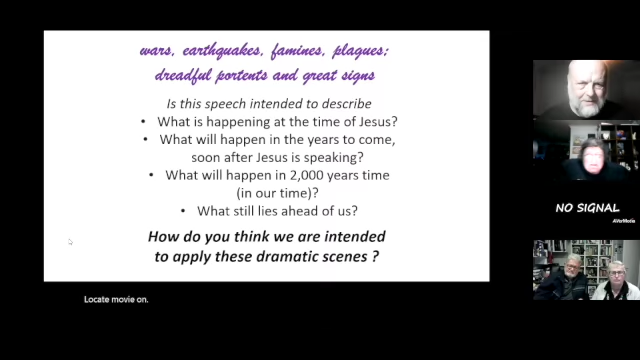 wars, earthquakes, famines, plagues;
dreadful portents and great signs
Is this speech intended to describe
• What is happening at the time of Jesus?
• What will happen in the years to come,
soon after Jesus is speaking?
• What will happen in 2,000 years time
(in our time)?
• What still lies ahead of us?
How do you think we are intended
to apply these dramatic scenes ?
NO SIGNAL
AVerMedia
Locate movie on.